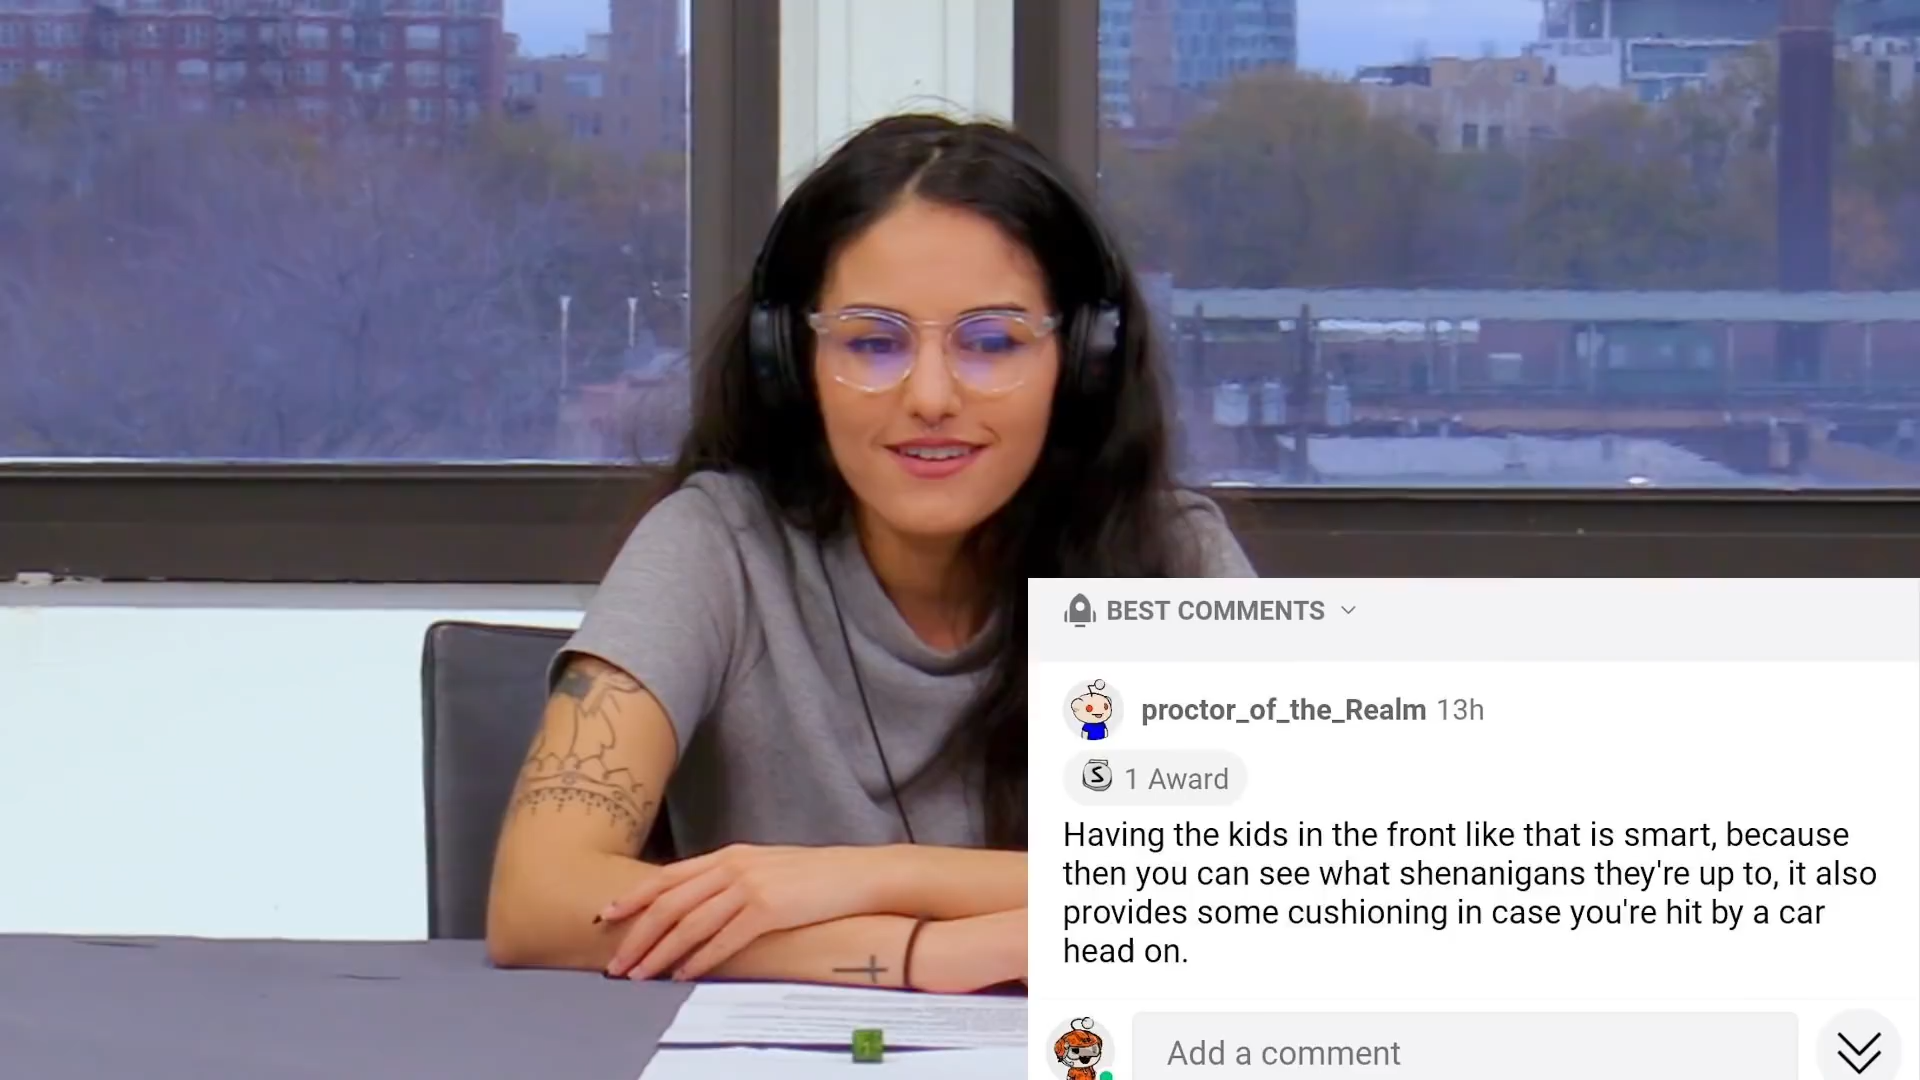 BEST COMMENTS
proctor_of_the_Realm 13h
S 1 Award
Having the kids in the front like that is smart, because
then you can see what shenanigans they're up to, it also
provides some cushioning in case you're hit by a car
head on.
Add a comment